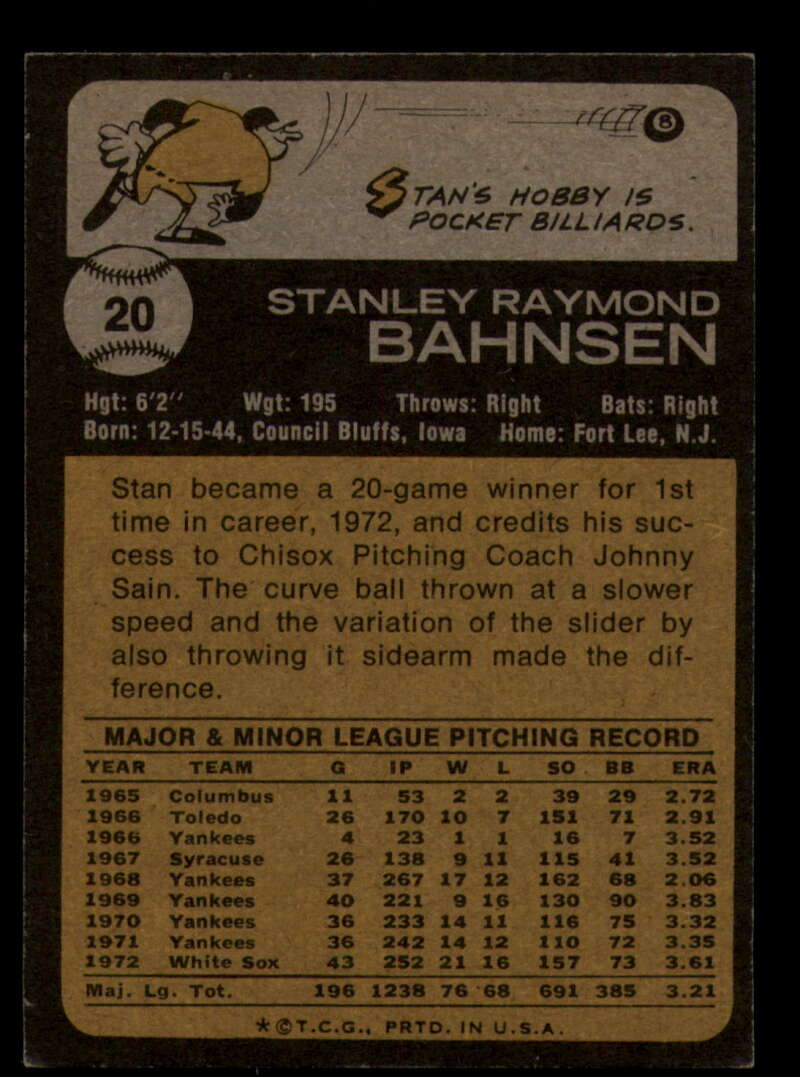 8
STAN'S HOBBY IS
POCKET BILLIARDS.
20
STANLEY RAYMOND
BAHNSEN
Hgt: 6'2" Wgt: 195 Throws: Right Bats: Right
Born: 12-15-44, Council Bluffs, Iowa Home: Fort Lee, N.J.
Stan became a 20-game winner for 1st
time in career, 1972, and credits his suc-
cess to Chisox Pitching Coach Johnny
Sain. The curve ball thrown at a slower
speed and the variation of the slider by
also throwing it sidearm made the dif-
ference.
MAJOR & MINOR LEAGUE PITCHING RECORD
YEAR TEAM G IP W L SO BB ERA
1965 Columbus 11 53 2 2 39 29 2.72
1966 Toledo 26 170 10 7 151 71 2.91
1966 Yankees 4 23 1 1 16 7 3.52
1967 Syracuse 26 138 9 11 115 41 3.52
1968 Yankees 37 267 17 12 162 68 2.06
1969 Yankees 40 221 9 16 130 90 3.83
1970 Yankees 36 233 14 11 116 75 3.32
1971 Yankees 36 242 14 12 110 72 3.35
1972 White Sox 43 252 21 16 157 73 3.61
Maj. Lg. Tot. 196 1238 76 68 691 385 3.21
*©T.C.G., PRTD. IN U.S.A.